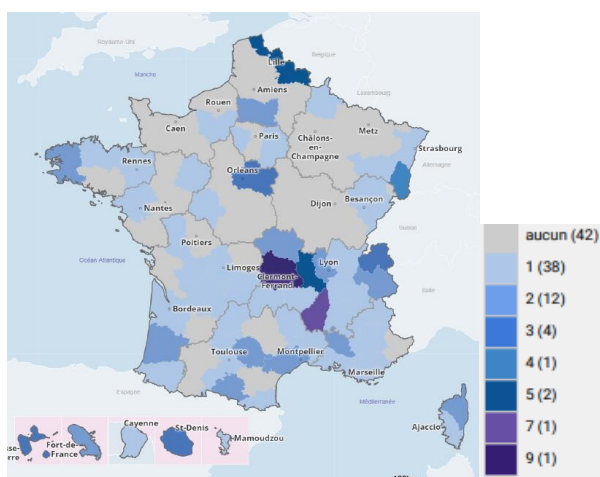 Royaume-Uni
Belgique
Manche
Lille
Amiens
Luxembourg
Rouen
Caen
Paris
Châlons-
en-
Champagne
Metz
Strasbourg
Allemagne
Rennes
Orléans
Nantes
Dijon
Besançon
Suisse
Poitiers
Océan Atlantique
Limoges
Clermont-
Ferrand
Lyon
Italie
Bordeaux
Toulouse
Montpellier
Marseille
Espagne
Méditerranée
Ajaccio
Cayenne
St-Denis
Mamoudzou
Fort-de-
France
sse-
rre
aucun (42)
1 (38)
2 (12)
3 (4)
4 (1)
5 (2)
7 (1)
9 (1)